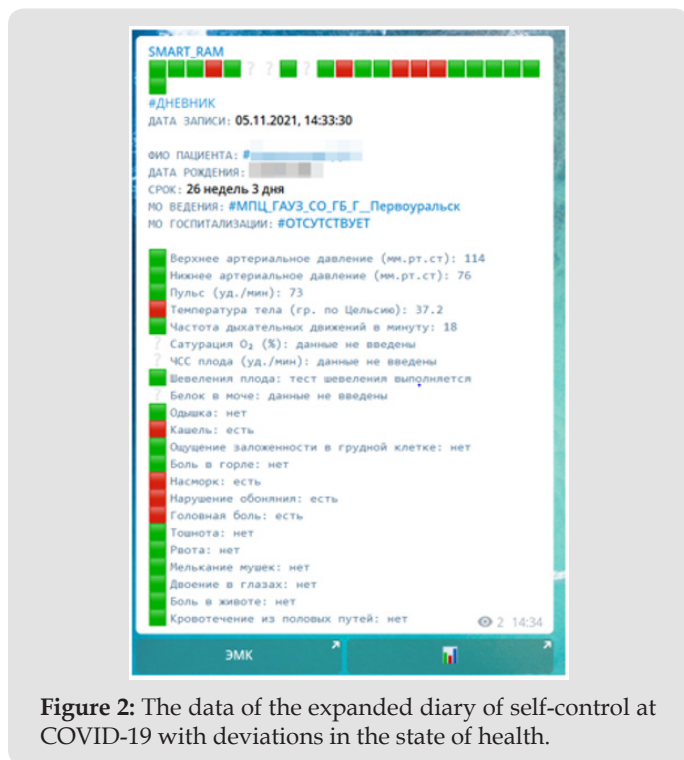 SMART_RAM
? ? ?
#ДНЕВНИК
ДАТА ЗАПИСИ: 05.11.2021, 14:33:30
ФИО ПАЦИЕНТА: #
ДАТА РОЖДЕНИЯ:
СРОК: 26 недель 3 дня
МО ВЕДЕНИЯ: #МПЦ_ГАУЗ_СО_ГБ_Г__Первоуральск
МО ГОСПИТАЛИЗАЦИИ: #ОТСУТСТВУЕТ
Верхнее артериальное давление (мм.рт.ст): 114
Нижнее артериальное давление (мм.рт.ст): 76
Пульс (уд./мин): 73
Температура тела (гр. по Цельсию): 37.2
Частота дыхательных движений в минуту: 18
? Сатурация O₂ (%): данные не введены
? ЧСС плода (уд./мин): данные не введены
Шевеления плода: тест шевеления выполняется
? Белок в моче: данные не введены
Одышка: нет
Кашель: есть
Ощущение заложенности в грудной клетке: нет
Боль в горле: нет
Насморк: есть
Нарушение обоняния: есть
Головная боль: есть
Тошнота: нет
Рвота: нет
Мелькание мушек: нет
Двоение в глазах: нет
Боль в животе: нет
Кровотечение из половых путей: нет
2 14:34
ЭМК
Figure 2: The data of the expanded diary of self-control at
COVID-19 with deviations in the state of health.